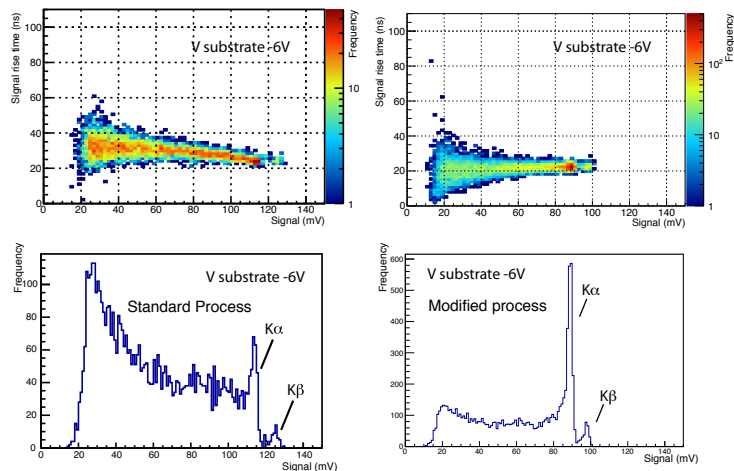 Signal rise time (ns)
100
80
60
40
20
0
V substrate -6V
0 20 40 60 80 100 120 140
Signal (mV)
Frequency
10
1
Signal rise time (ns)
100
80
60
40
20
0
V substrate -6V
0 20 40 60 80 100 120 140
Signal (mV)
Frequency
10²
10
1
Frequency
100
80
60
40
20
0
V substrate -6V
Standard Process
Kα
Kβ
0 20 40 60 80 100 120 140
Signal (mV)
Frequency
600
500
400
300
200
100
0
V substrate -6V
Modified process
Kα
Kβ
0 20 40 60 80 100 120 140
Signal (mV)